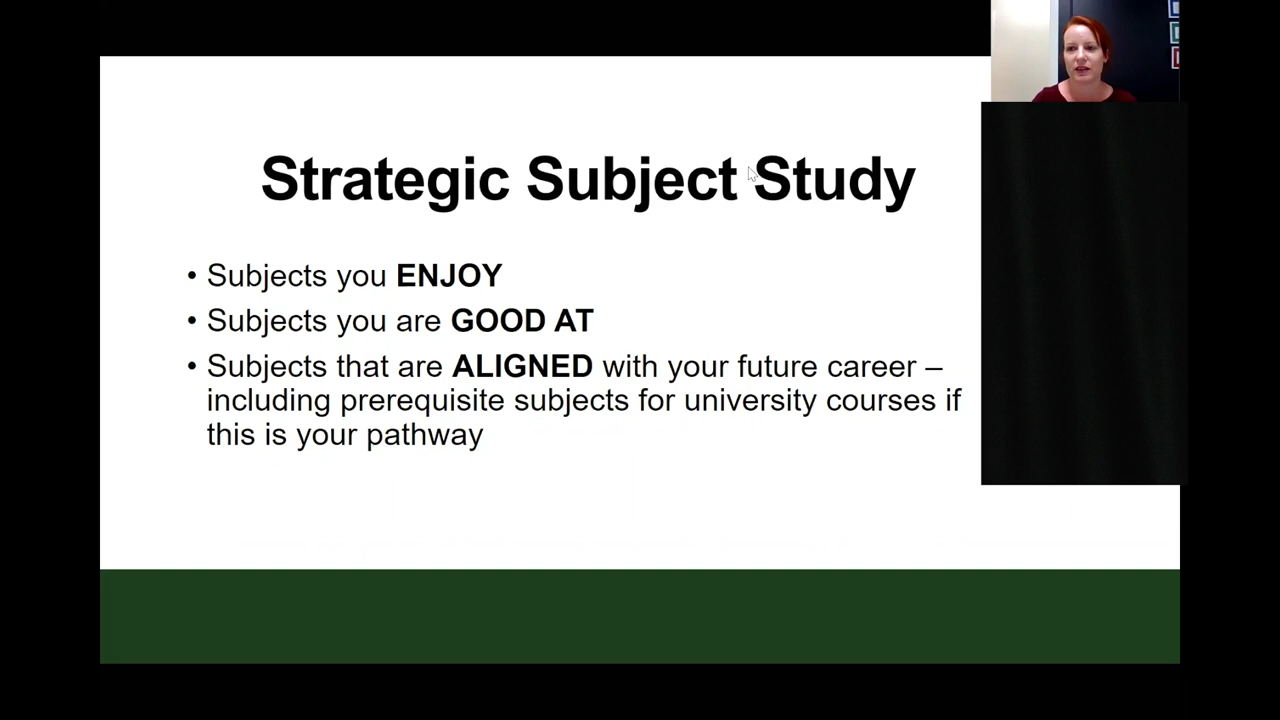 Strategic Subject Study
• Subjects you ENJOY
• Subjects you are GOOD AT
• Subjects that are ALIGNED with your future career –
including prerequisite subjects for university courses if
this is your pathway